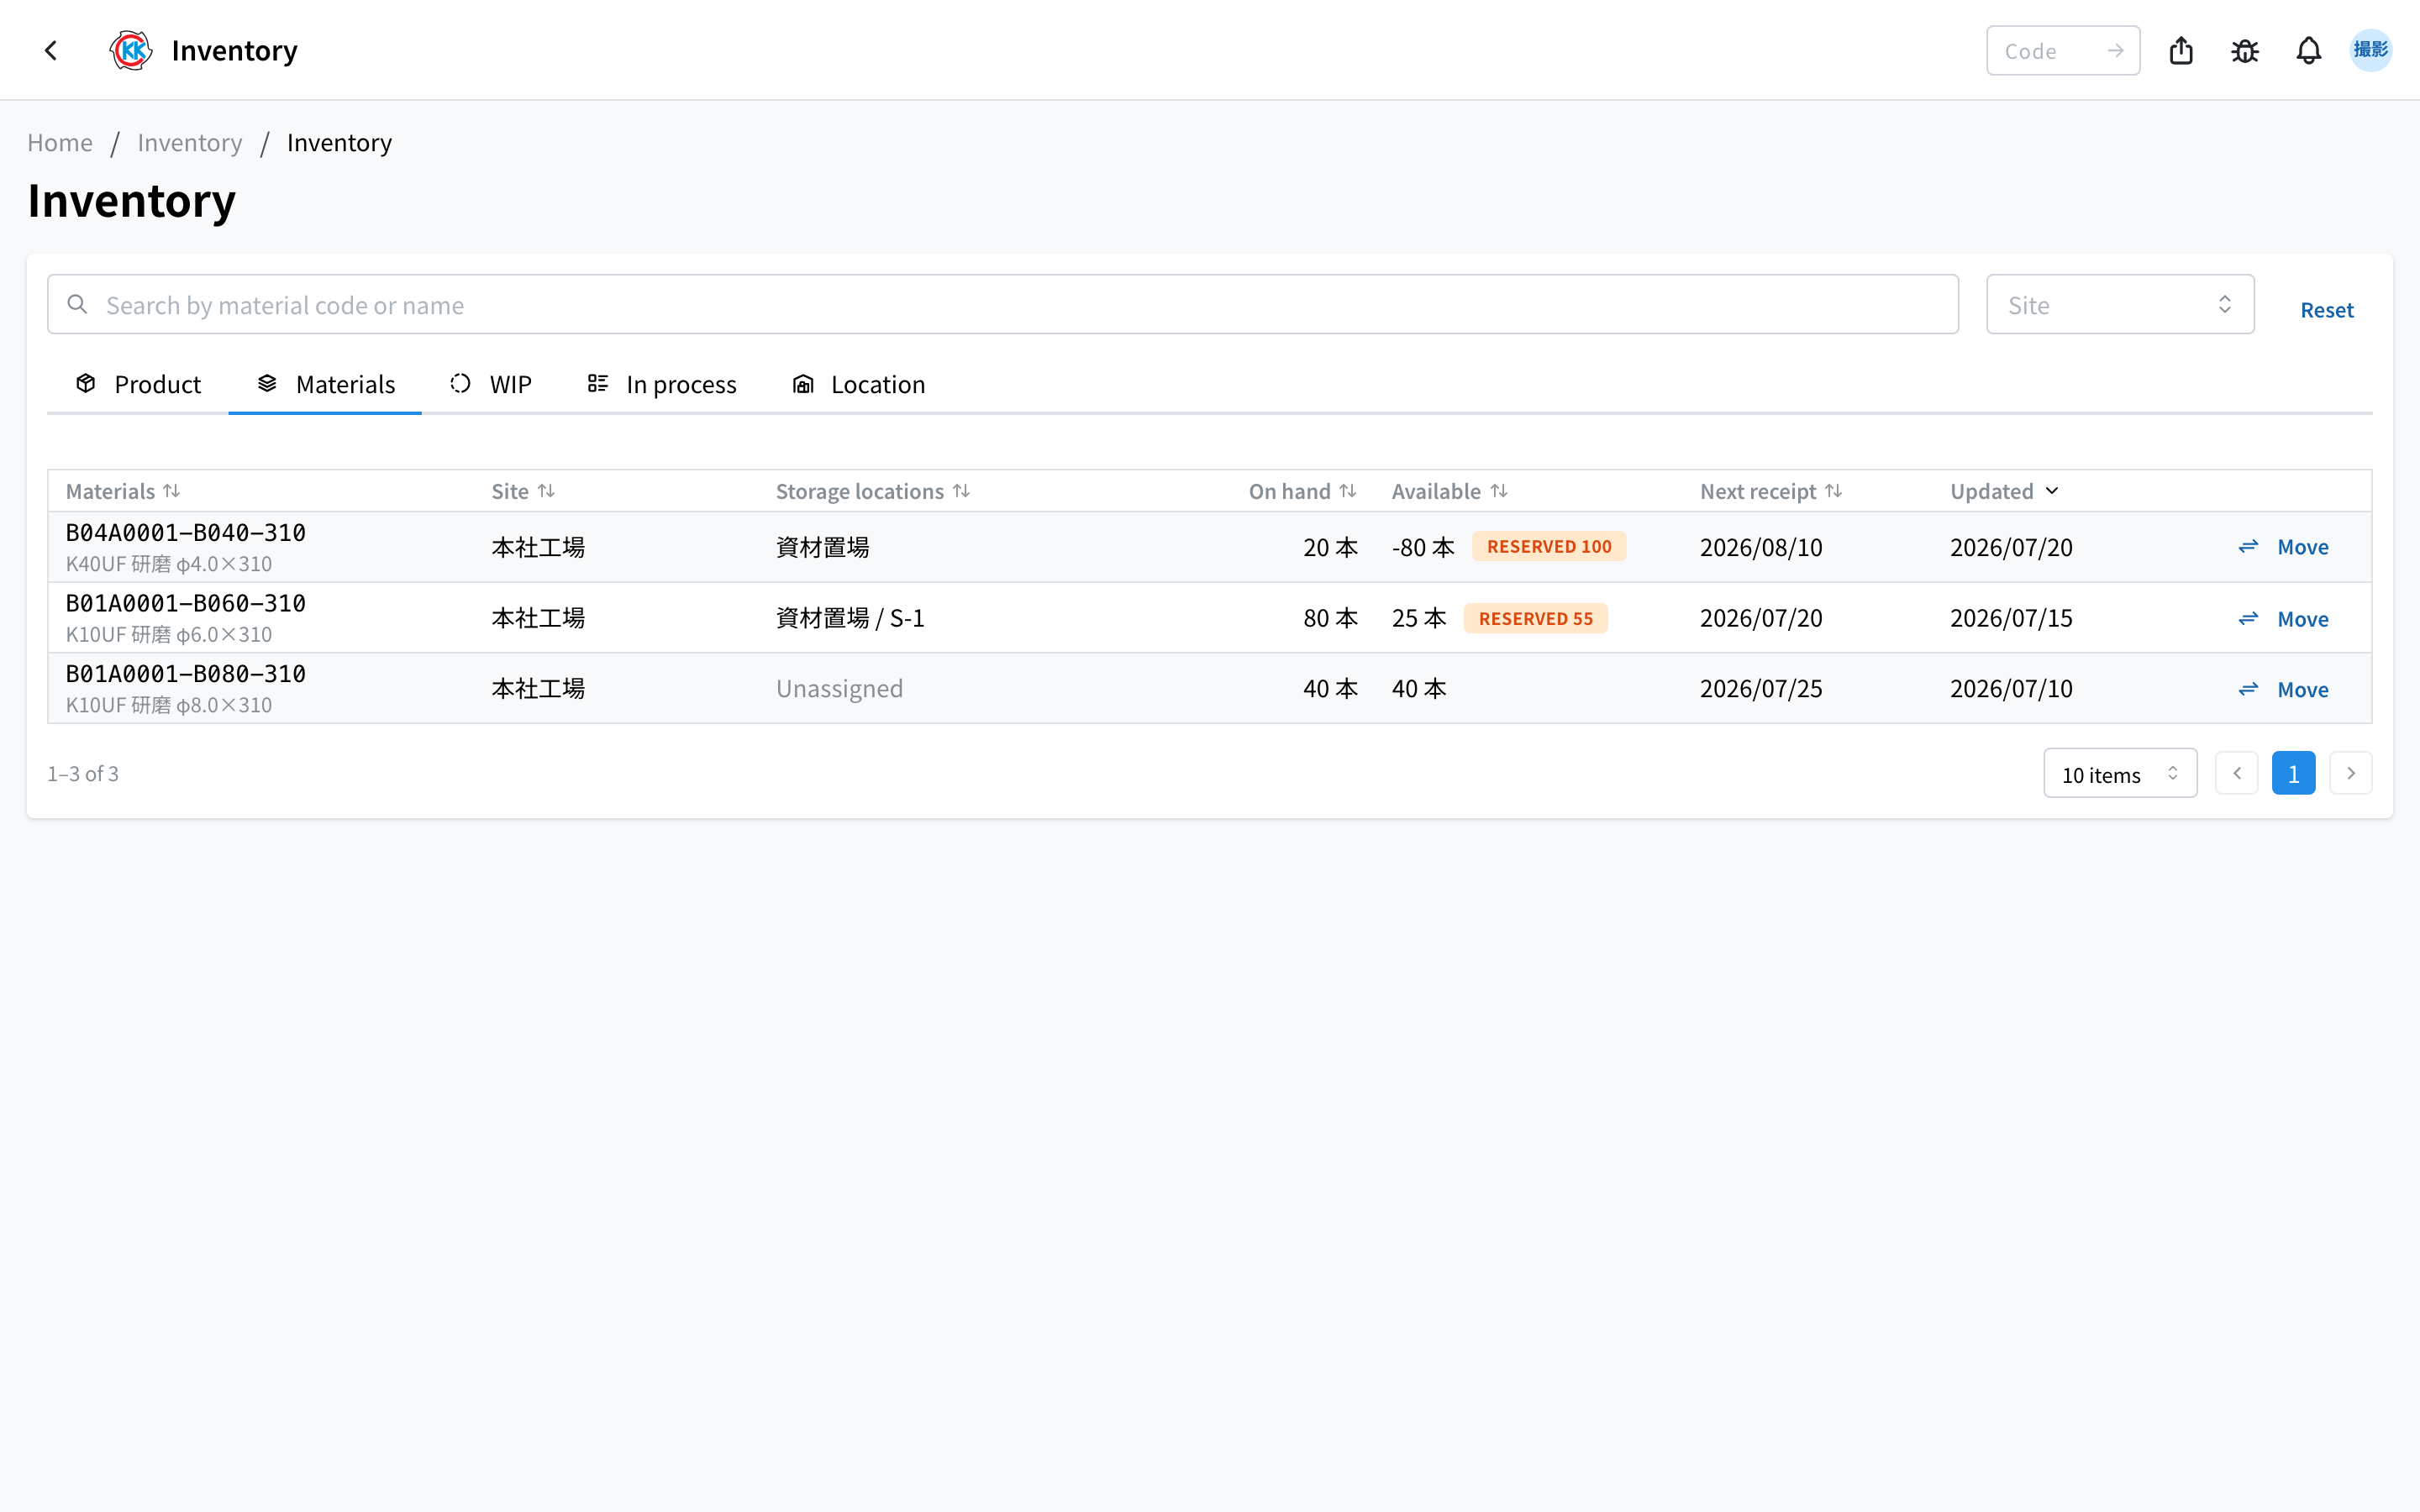 CKK Inventory
Code
撮影
Home / Inventory / Inventory
Inventory
Search by material code or name
Site
Reset
Product Materials WIP In process Location
Materials Site Storage locations On hand Available Next receipt Updated
B04A0001-B040-310
K40UF 研磨 φ4.0×310
本社工場 資材置場 20 本 -80 本 RESERVED 100 2026/08/10 2026/07/20 Move
B01A0001-B060-310
K10UF 研磨 φ6.0×310
本社工場 資材置場 / S-1 80 本 25 本 RESERVED 55 2026/07/20 2026/07/15 Move
B01A0001-B080-310
K10UF 研磨 φ8.0×310
本社工場 Unassigned 40 本 40 本 2026/07/25 2026/07/10 Move
1–3 of 3
10 items
1